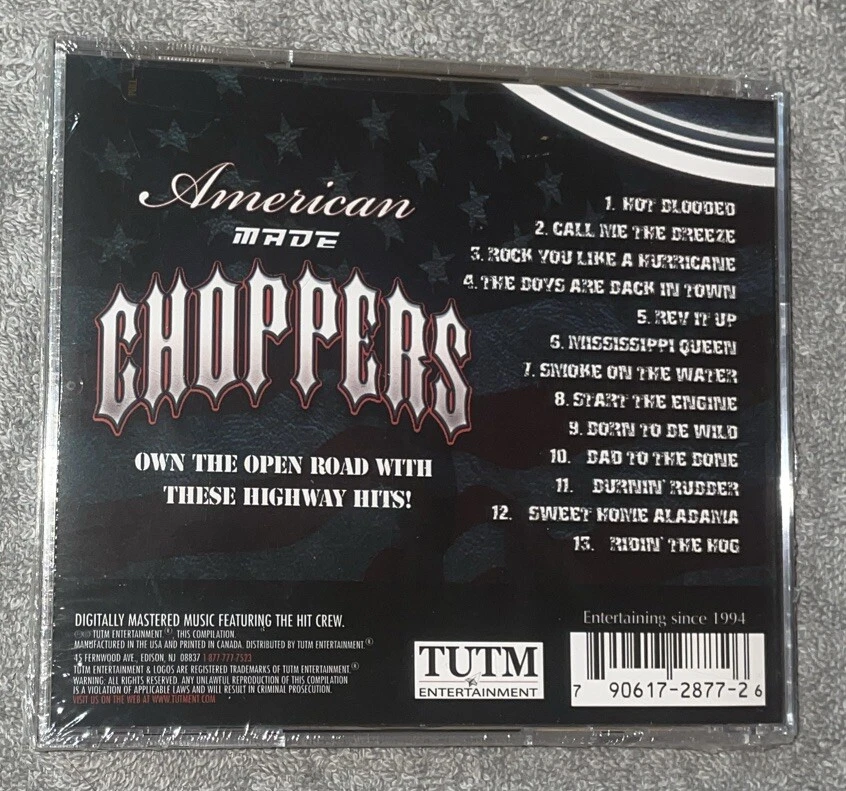 American
MADE
CHOPPERS
OWN THE OPEN ROAD WITH
THESE HIGHWAY HITS!
1. HOT BLOODED
2. CALL ME THE BREEZE
3. ROCK YOU LIKE A HURRICANE
4. THE BOYS ARE BACK IN TOWN
5. REV IT UP
6. MISSISSIPPI QUEEN
7. SMOKE ON THE WATER
8. START THE ENGINE
9. BORN TO BE WILD
10. BAD TO THE BONE
11. BURNIN' RUBBER
12. SWEET HOME ALABAMA
13. RIDIN' THE HOG
DIGITALLY MASTERED MUSIC FEATURING THE HIT CREW.
TUTM ENTERTAINMENT.® THIS COMPILATION.
MANUFACTURED IN THE USA AND PRINTED IN CANADA. DISTRIBUTED BY TUTM ENTERTAINMENT.®
45 FERNWOOD AVE., EDISON, NJ 08837 | 877-777-7523
TUTM ENTERTAINMENT & LOGOS ARE REGISTERED TRADEMARKS OF TUTM ENTERTAINMENT.®
WARNING: ALL RIGHTS RESERVED. ANY UNLAWFUL REPRODUCTION OF THIS COMPILATION
IS A VIOLATION OF APPLICABLE LAWS AND WILL RESULT IN CRIMINAL PROSECUTION.
VISIT US ON THE WEB AT WWW.TUTMENT.COM
TUTM
ENTERTAINMENT
Entertaining since 1994
7 90617-2877-2 6